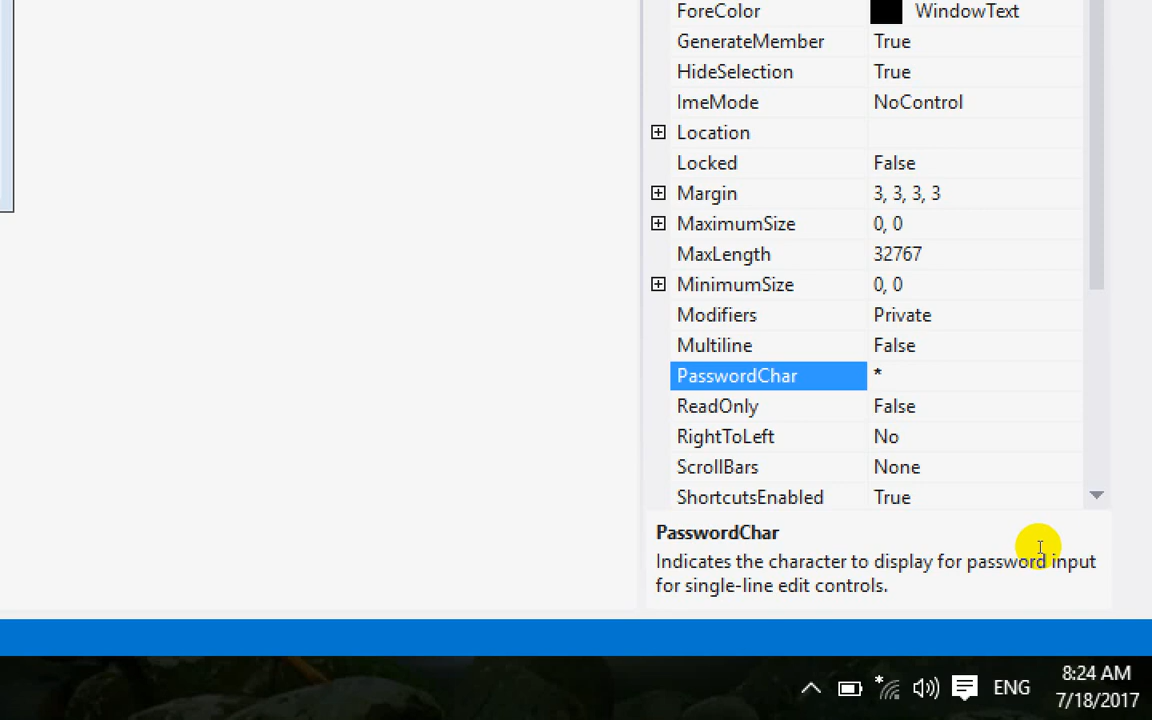 ForeColor WindowText
GenerateMember True
HideSelection True
ImeMode NoControl
Location
Locked False
Margin 3, 3, 3, 3
MaximumSize 0, 0
MaxLength 32767
MinimumSize 0, 0
Modifiers Private
Multiline False
PasswordChar *
ReadOnly False
RightToLeft No
ScrollBars None
ShortcutsEnabled True
PasswordChar
Indicates the character to display for password input
for single-line edit controls.
8:24 AM
ENG
7/18/2017